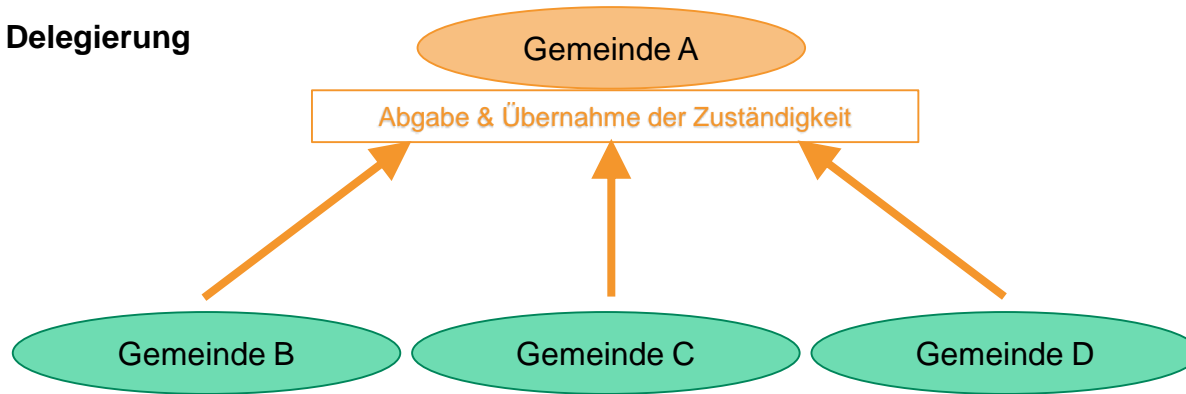 Delegierung
Gemeinde A
Abgabe & Übernahme der Zuständigkeit
Gemeinde B
Gemeinde C
Gemeinde D